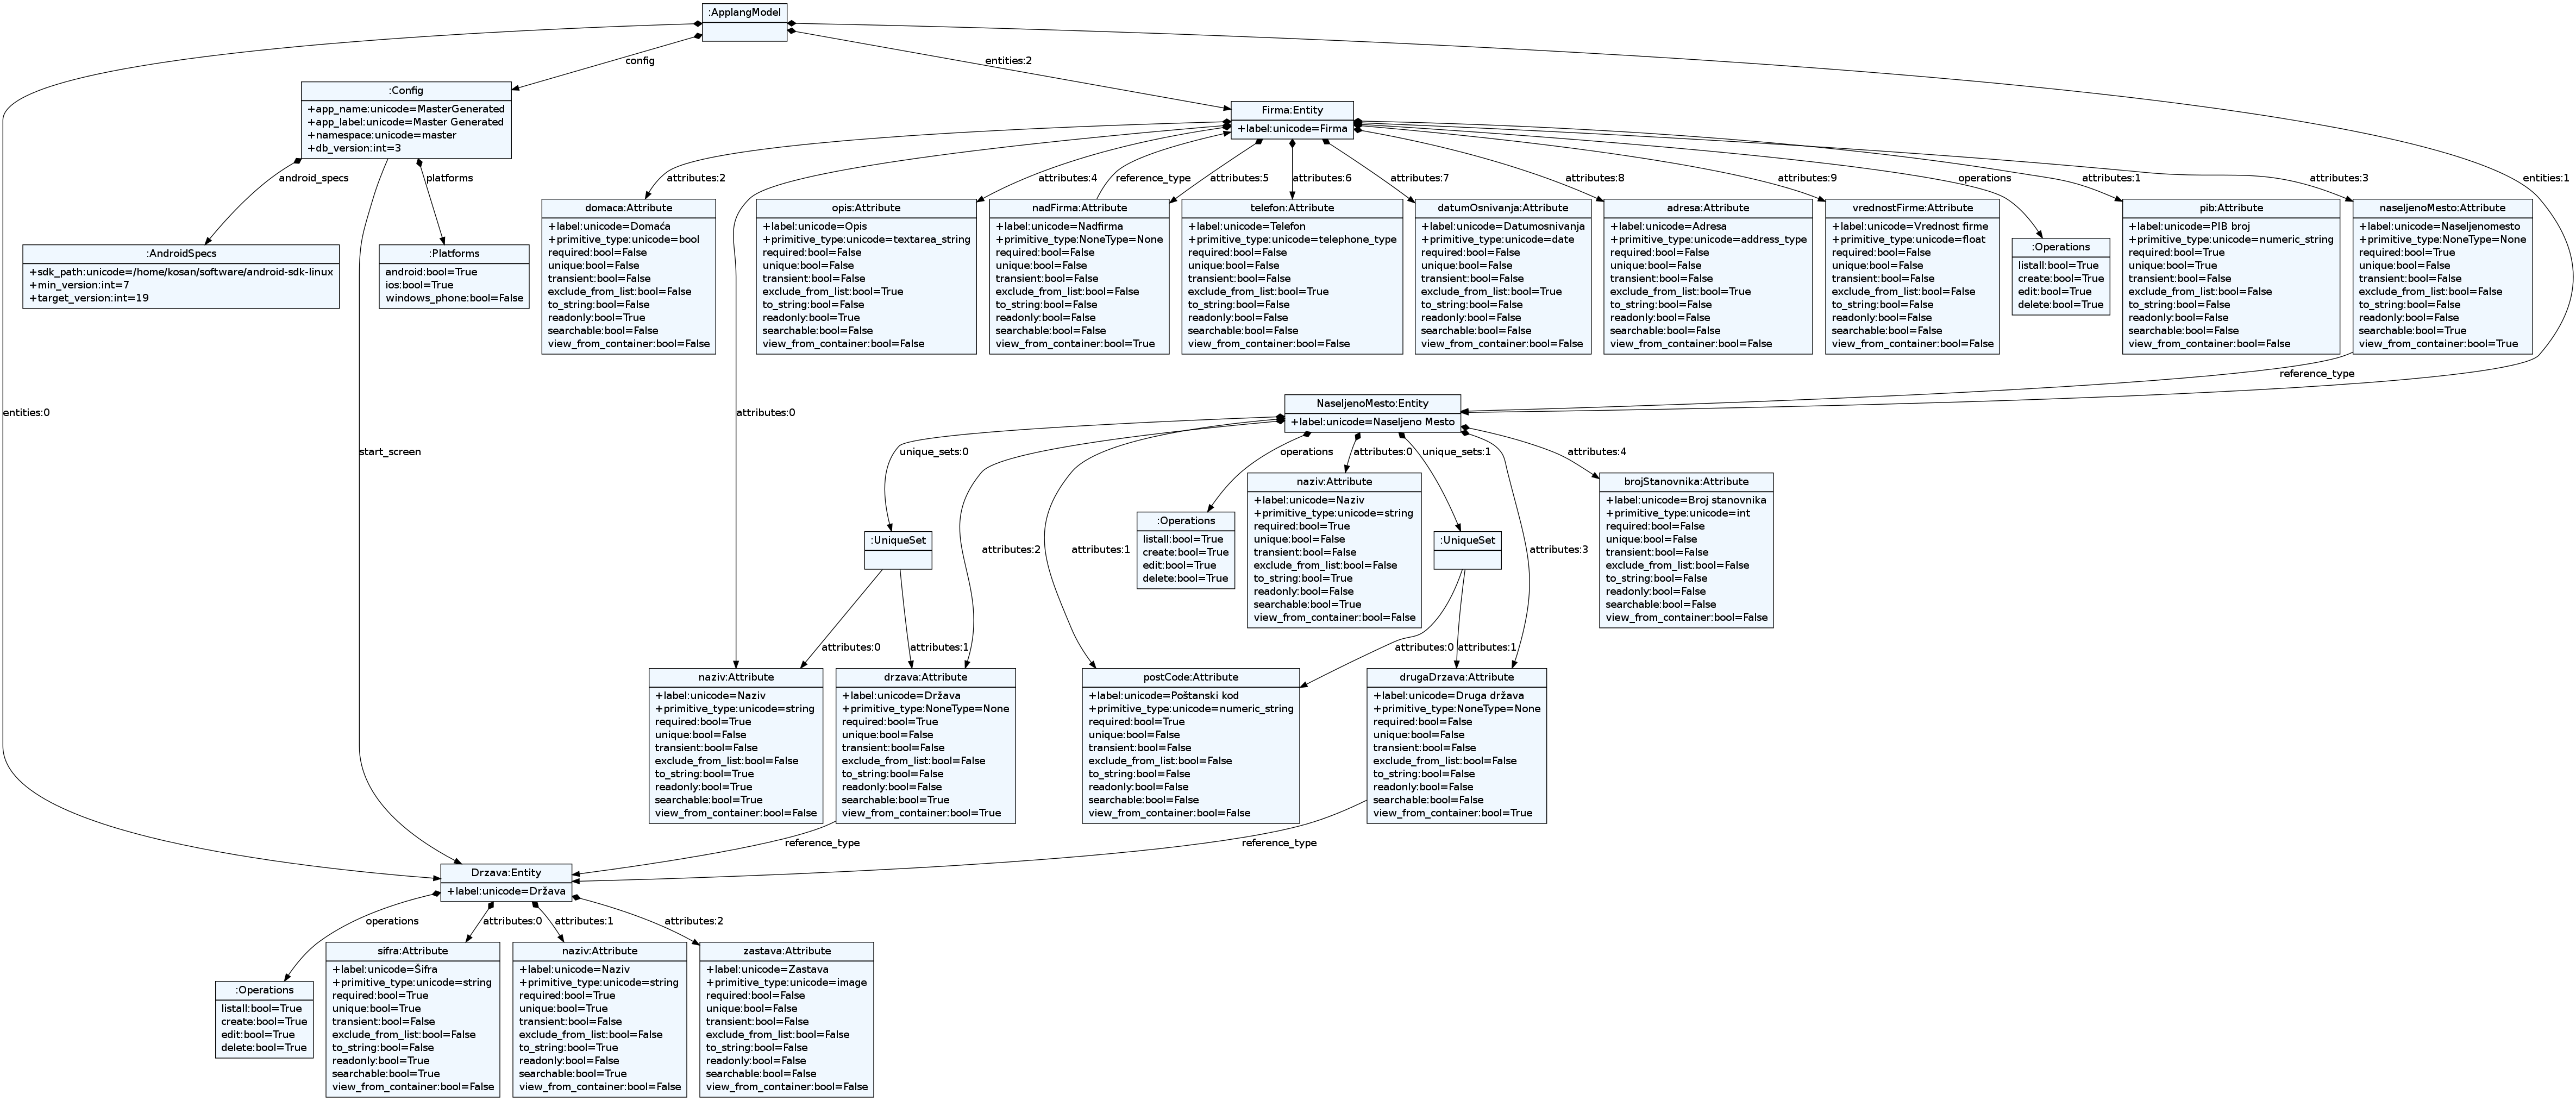 :ApplangModel
config
entities:2
:Config
+app_name:unicode=MasterGenerated
+app_label:unicode=Master Generated
+namespace:unicode=master
+db_version:int=3
Firma:Entity
+label:unicode=Firma
android_specs
platforms
attributes:2
attributes:4
reference_type
attributes:5
attributes:6
attributes:7
attributes:8
attributes:9
operations
attributes:1
attributes:3
entities:1
:AndroidSpecs
+sdk_path:unicode=/home/kosan/software/android-sdk-linux
+min_version:int=7
+target_version:int=19
:Platforms
android:bool=True
ios:bool=True
windows_phone:bool=False
domaca:Attribute
+label:unicode=Domaća
+primitive_type:unicode=bool
required:bool=False
unique:bool=False
transient:bool=False
exclude_from_list:bool=False
to_string:bool=False
readonly:bool=True
searchable:bool=False
view_from_container:bool=False
opis:Attribute
+label:unicode=Opis
+primitive_type:unicode=textarea_string
required:bool=False
unique:bool=False
transient:bool=False
exclude_from_list:bool=True
to_string:bool=False
readonly:bool=True
searchable:bool=False
view_from_container:bool=False
nadFirma:Attribute
+label:unicode=Nadfirma
+primitive_type:NoneType=None
required:bool=False
unique:bool=False
transient:bool=False
exclude_from_list:bool=False
to_string:bool=False
readonly:bool=False
searchable:bool=False
view_from_container:bool=True
telefon:Attribute
+label:unicode=Telefon
+primitive_type:unicode=telephone_type
required:bool=False
unique:bool=False
transient:bool=False
exclude_from_list:bool=True
to_string:bool=False
readonly:bool=False
searchable:bool=False
view_from_container:bool=False
datumOsnivanja:Attribute
+label:unicode=Datumosnivanja
+primitive_type:unicode=date
required:bool=False
unique:bool=False
transient:bool=False
exclude_from_list:bool=True
to_string:bool=False
readonly:bool=False
searchable:bool=False
view_from_container:bool=False
adresa:Attribute
+label:unicode=Adresa
+primitive_type:unicode=address_type
required:bool=False
unique:bool=False
transient:bool=False
exclude_from_list:bool=True
to_string:bool=False
readonly:bool=False
searchable:bool=False
view_from_container:bool=False
vrednostFirme:Attribute
+label:unicode=Vrednost firme
+primitive_type:unicode=float
required:bool=False
unique:bool=False
transient:bool=False
exclude_from_list:bool=False
to_string:bool=False
readonly:bool=False
searchable:bool=False
view_from_container:bool=False
:Operations
listall:bool=True
create:bool=True
edit:bool=True
delete:bool=True
pib:Attribute
+label:unicode=PIB broj
+primitive_type:unicode=numeric_string
required:bool=True
unique:bool=True
transient:bool=False
exclude_from_list:bool=False
to_string:bool=False
readonly:bool=False
searchable:bool=False
view_from_container:bool=False
naseljenoMesto:Attribute
+label:unicode=Naseljenomesto
+primitive_type:NoneType=None
required:bool=True
unique:bool=False
transient:bool=False
exclude_from_list:bool=False
to_string:bool=False
readonly:bool=False
searchable:bool=True
view_from_container:bool=True
reference_type
entities:0
start_screen
attributes:0
NaseljenoMesto:Entity
+label:unicode=Naseljeno Mesto
unique_sets:0
operations
attributes:0
unique_sets:1
attributes:4
:UniqueSet
attributes:2
attributes:1
:Operations
listall:bool=True
create:bool=True
edit:bool=True
delete:bool=True
naziv:Attribute
+label:unicode=Naziv
+primitive_type:unicode=string
required:bool=True
unique:bool=False
transient:bool=False
exclude_from_list:bool=False
to_string:bool=True
readonly:bool=False
searchable:bool=True
view_from_container:bool=False
:UniqueSet
attributes:3
brojStanovnika:Attribute
+label:unicode=Broj stanovnika
+primitive_type:unicode=int
required:bool=False
unique:bool=False
transient:bool=False
exclude_from_list:bool=False
to_string:bool=False
readonly:bool=False
searchable:bool=False
view_from_container:bool=False
attributes:0
attributes:1
attributes:0
attributes:1
naziv:Attribute
+label:unicode=Naziv
+primitive_type:unicode=string
required:bool=True
unique:bool=False
transient:bool=False
exclude_from_list:bool=False
to_string:bool=True
readonly:bool=True
searchable:bool=True
view_from_container:bool=False
drzava:Attribute
+label:unicode=Država
+primitive_type:NoneType=None
required:bool=True
unique:bool=False
transient:bool=False
exclude_from_list:bool=False
to_string:bool=False
readonly:bool=False
searchable:bool=True
view_from_container:bool=True
postCode:Attribute
+label:unicode=Poštanski kod
+primitive_type:unicode=numeric_string
required:bool=True
unique:bool=False
transient:bool=False
exclude_from_list:bool=False
to_string:bool=False
readonly:bool=False
searchable:bool=False
view_from_container:bool=False
drugaDrzava:Attribute
+label:unicode=Druga država
+primitive_type:NoneType=None
required:bool=False
unique:bool=False
transient:bool=False
exclude_from_list:bool=False
to_string:bool=False
readonly:bool=False
searchable:bool=False
view_from_container:bool=True
reference_type
reference_type
Drzava:Entity
+label:unicode=Država
operations
attributes:0
attributes:1
attributes:2
:Operations
listall:bool=True
create:bool=True
edit:bool=True
delete:bool=True
sifra:Attribute
+label:unicode=Šifra
+primitive_type:unicode=string
required:bool=True
unique:bool=True
transient:bool=False
exclude_from_list:bool=False
to_string:bool=False
readonly:bool=True
searchable:bool=True
view_from_container:bool=False
naziv:Attribute
+label:unicode=Naziv
+primitive_type:unicode=string
required:bool=True
unique:bool=True
transient:bool=False
exclude_from_list:bool=False
to_string:bool=True
readonly:bool=False
searchable:bool=True
view_from_container:bool=False
zastava:Attribute
+label:unicode=Zastava
+primitive_type:unicode=image
required:bool=False
unique:bool=False
transient:bool=False
exclude_from_list:bool=False
to_string:bool=False
readonly:bool=False
searchable:bool=False
view_from_container:bool=False